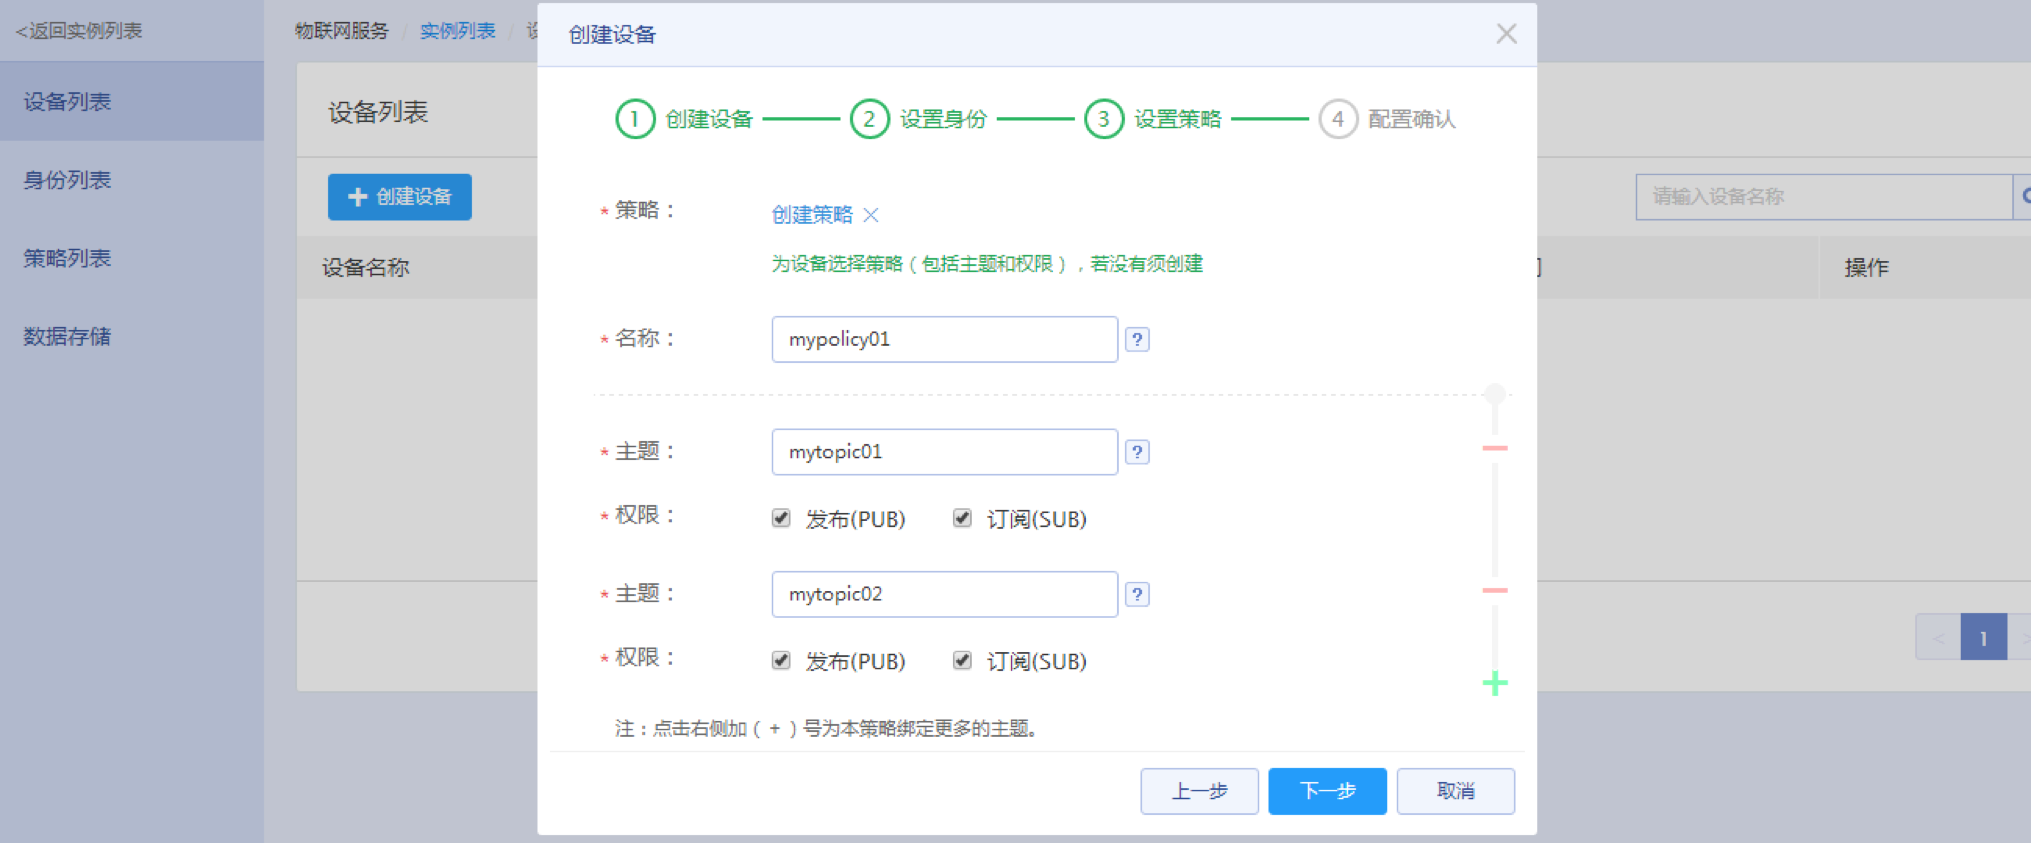 <返回实例列表
设备列表
身份列表
策略列表
数据存储
物联网服务 / 实例列表 /
设备列表
+ 创建设备
请输入设备名称
设备名称
操作
< 1 >
创建设备
1 创建设备
2 设置身份
3 设置策略
4 配置确认
* 策略：
创建策略
为设备选择策略（包括主题和权限），若没有须创建
* 名称：
mypolicy01 ?
* 主题：
mytopic01 ?
* 权限：
发布(PUB) 订阅(SUB)
* 主题：
mytopic02 ?
* 权限：
发布(PUB) 订阅(SUB)
注：点击右侧加（+）号为本策略绑定更多的主题。
上一步 下一步 取消